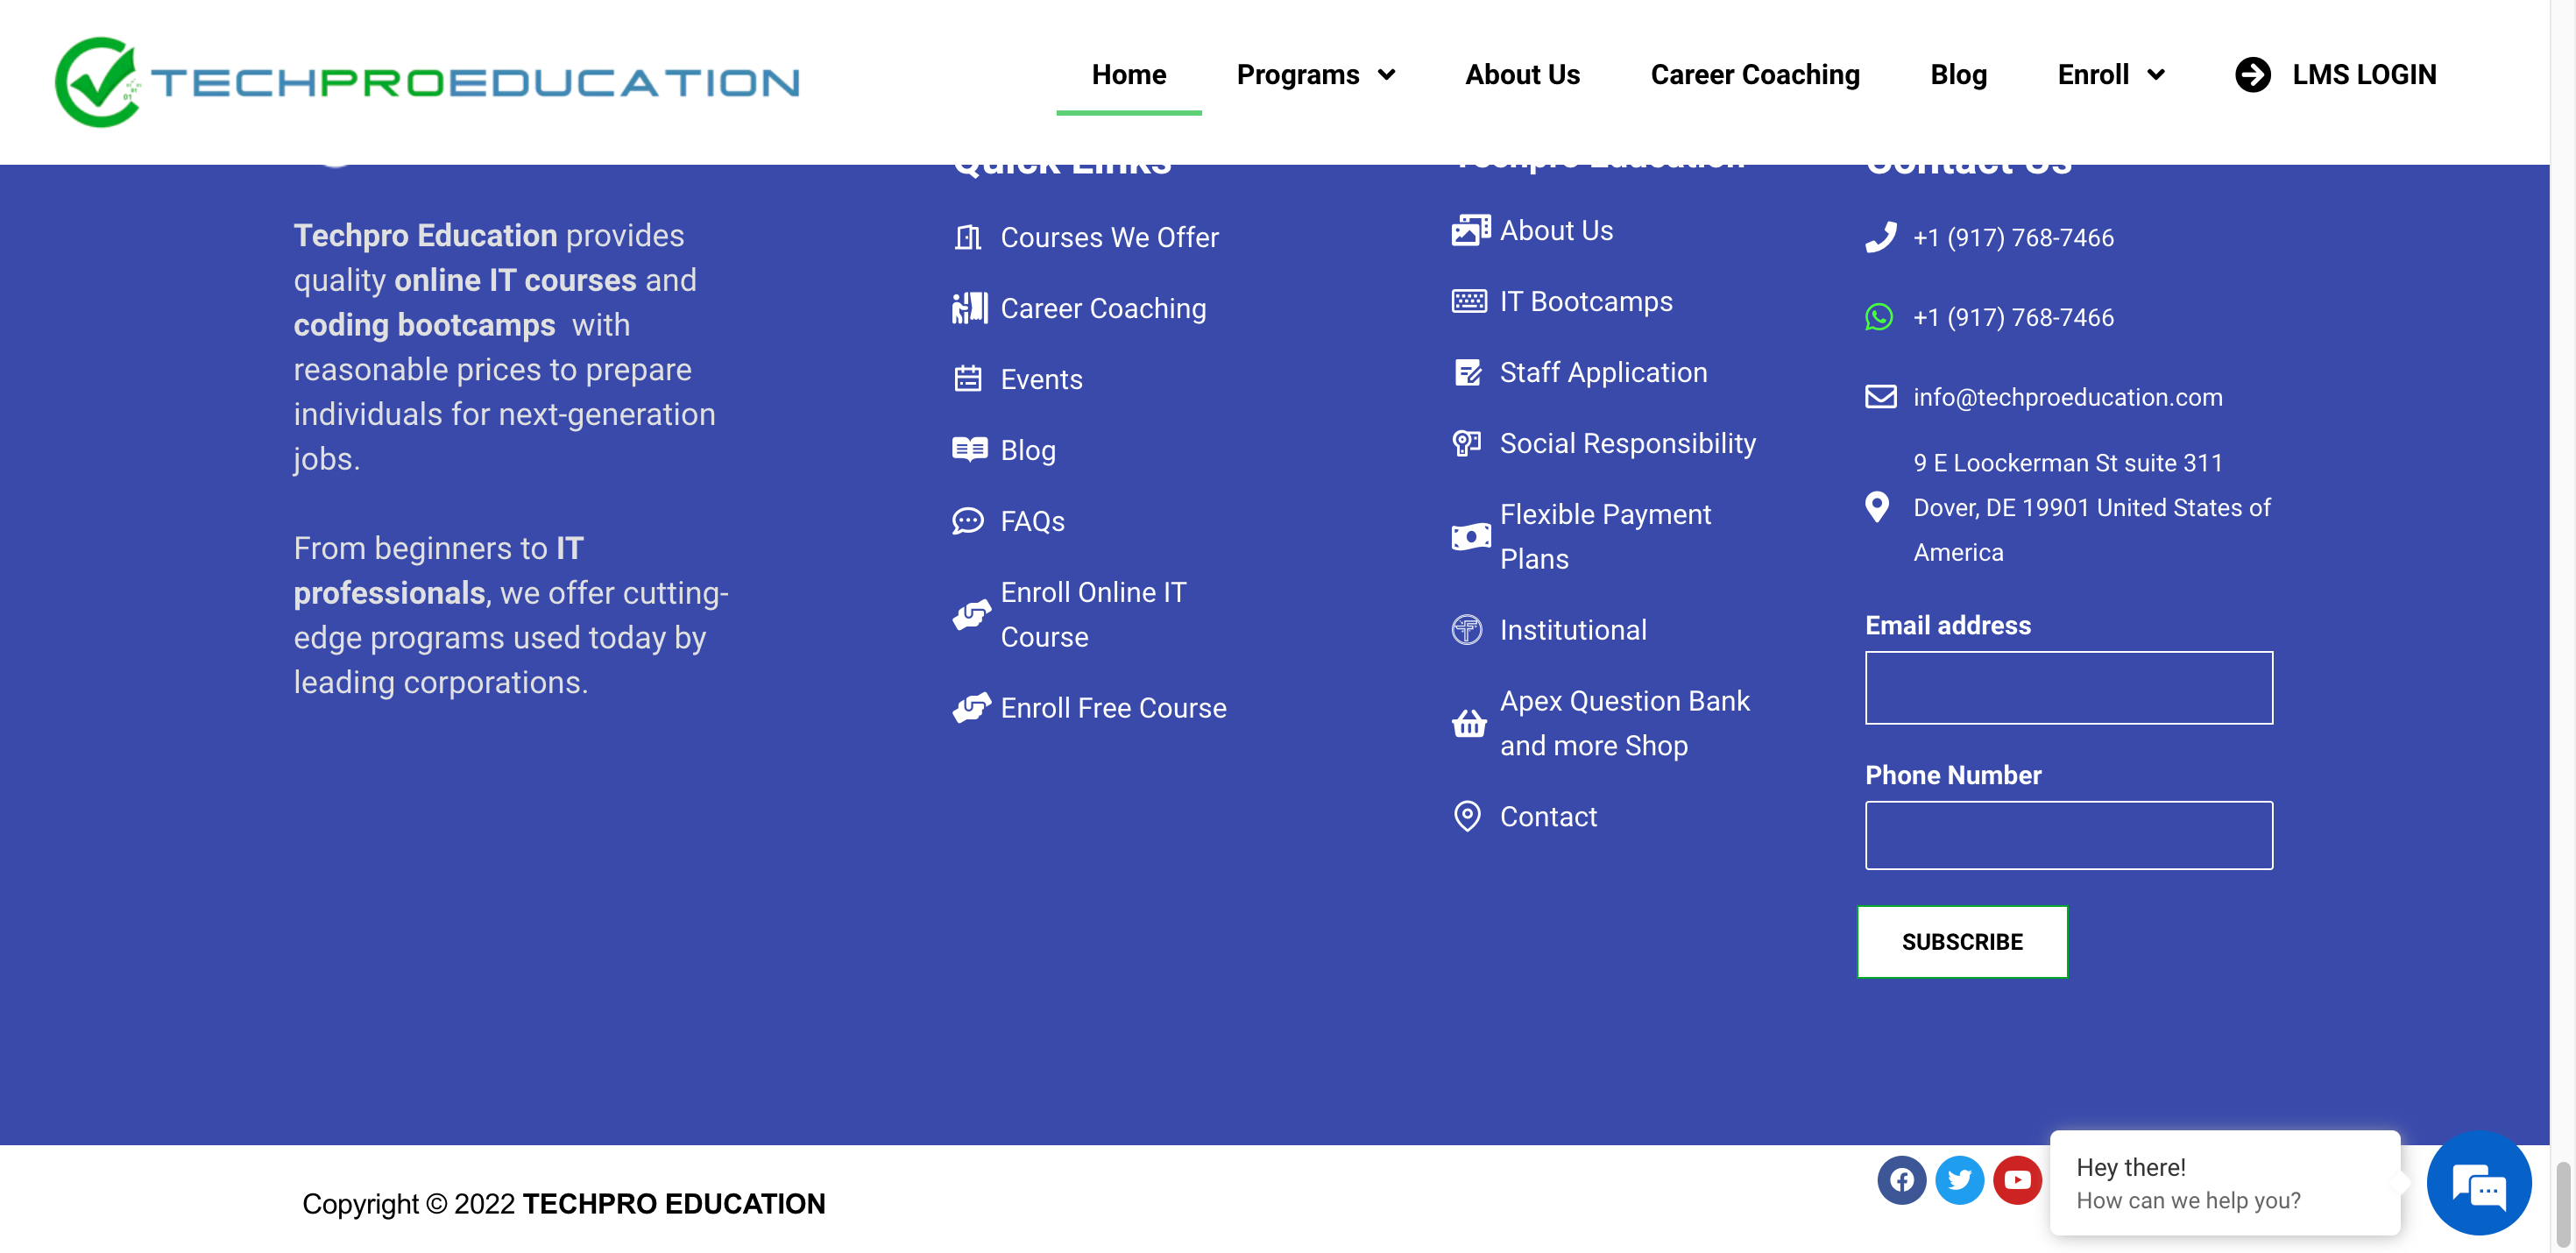 TECHPROEDUCATION
Home
Programs
About Us
Career Coaching
Blog
Enroll
LMS LOGIN
Techpro Education provides
quality online IT courses and
coding bootcamps with
reasonable prices to prepare
individuals for next-generation
jobs.
From beginners to IT
professionals, we offer cutting-
edge programs used today by
leading corporations.
Quick Links
Courses We Offer
Career Coaching
Events
Blog
FAQs
Enroll Online IT
Course
Enroll Free Course
Techpro Education
About Us
IT Bootcamps
Staff Application
Social Responsibility
Flexible Payment
Plans
Institutional
Apex Question Bank
and more Shop
Contact
Contact Us
+1 (917) 768-7466
+1 (917) 768-7466
info@techproeducation.com
9 E Loockerman St suite 311
Dover, DE 19901 United States of
America
Email address
Phone Number
SUBSCRIBE
Copyright © 2022 TECHPRO EDUCATION
Hey there!
How can we help you?